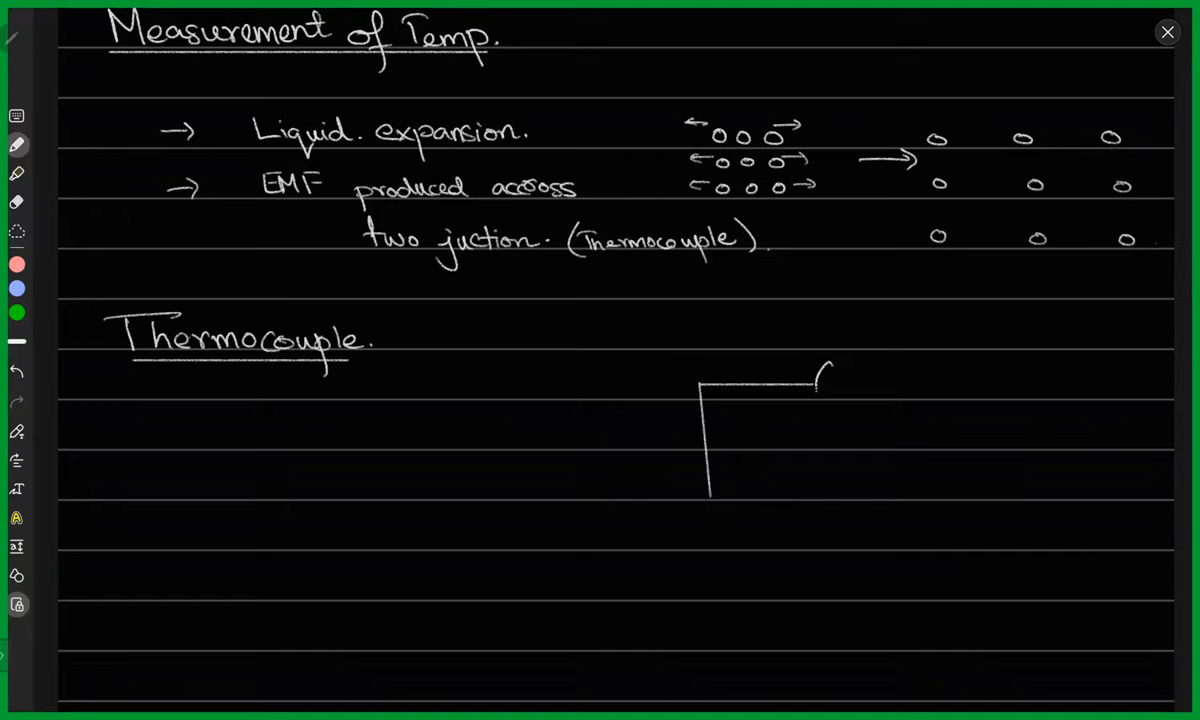 Measurement of Temp.
→ Liquid. expansion.
→ EMF produced accross
two juction. (Thermocouple).
Thermocouple.